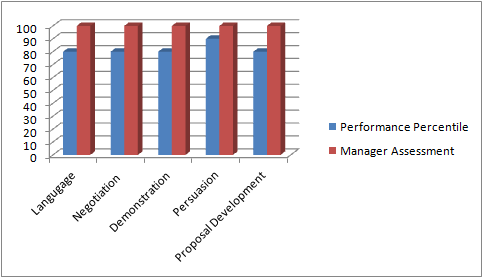 100
90
80
70
60
50
40
30
20
10
0
Langugage
Negotiation
Demonstration
Persuasion
Proposal Development
Performance Percentile
Manager Assessment